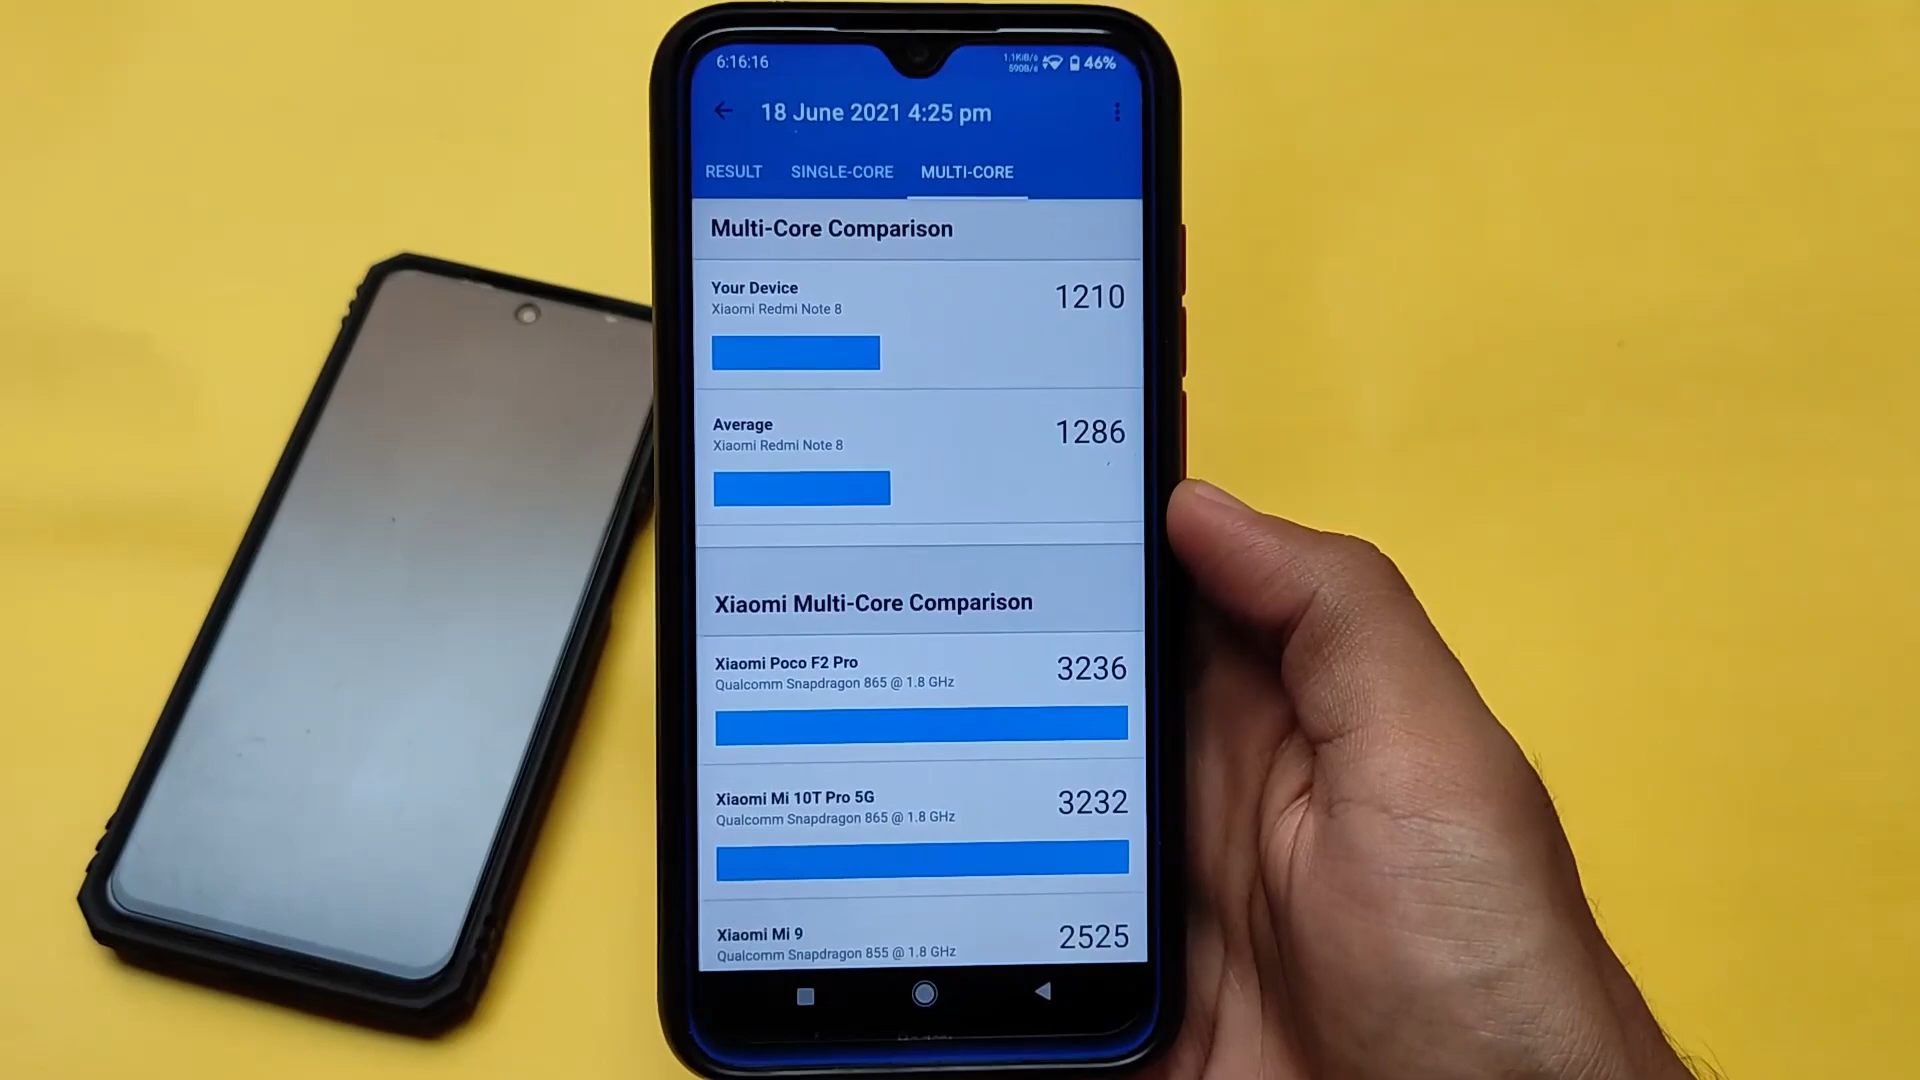 6:16:16
1.1KiB/s
590B/s
46%
18 June 2021 4:25 pm
RESULT SINGLE-CORE MULTI-CORE
Multi-Core Comparison
Your Device
1210
Xiaomi Redmi Note 8
Average
1286
Xiaomi Redmi Note 8
Xiaomi Multi-Core Comparison
Xiaomi Poco F2 Pro
3236
Qualcomm Snapdragon 865 @ 1.8 GHz
Xiaomi Mi 10T Pro 5G
3232
Qualcomm Snapdragon 865 @ 1.8 GHz
Xiaomi Mi 9
2525
Qualcomm Snapdragon 855 @ 1.8 GHz